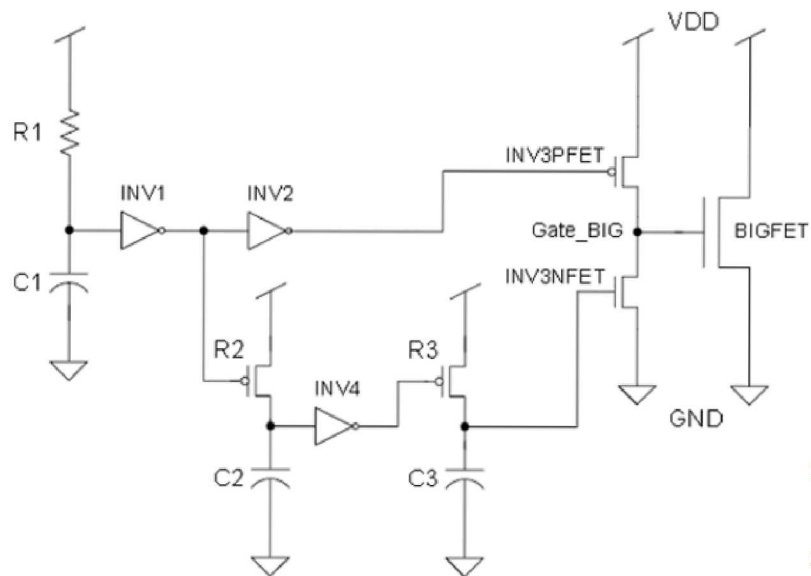 VDD
R1
INV3PFET
INV1
INV2
Gate_BIG
BIGFET
C1
INV3NFET
R2
R3
INV4
GND
C2
C3